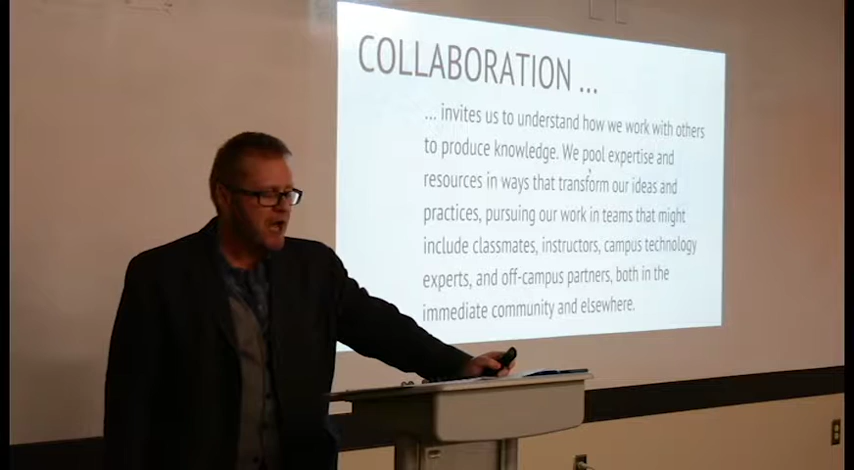 COLLABORATION ...
... invites us to understand how we work with others
to produce knowledge. We pool expertise and
resources in ways that transform our ideas and
practices, pursuing our work in teams that might
include classmates, instructors, campus technology
experts, and off-campus partners, both in the
immediate community and elsewhere.